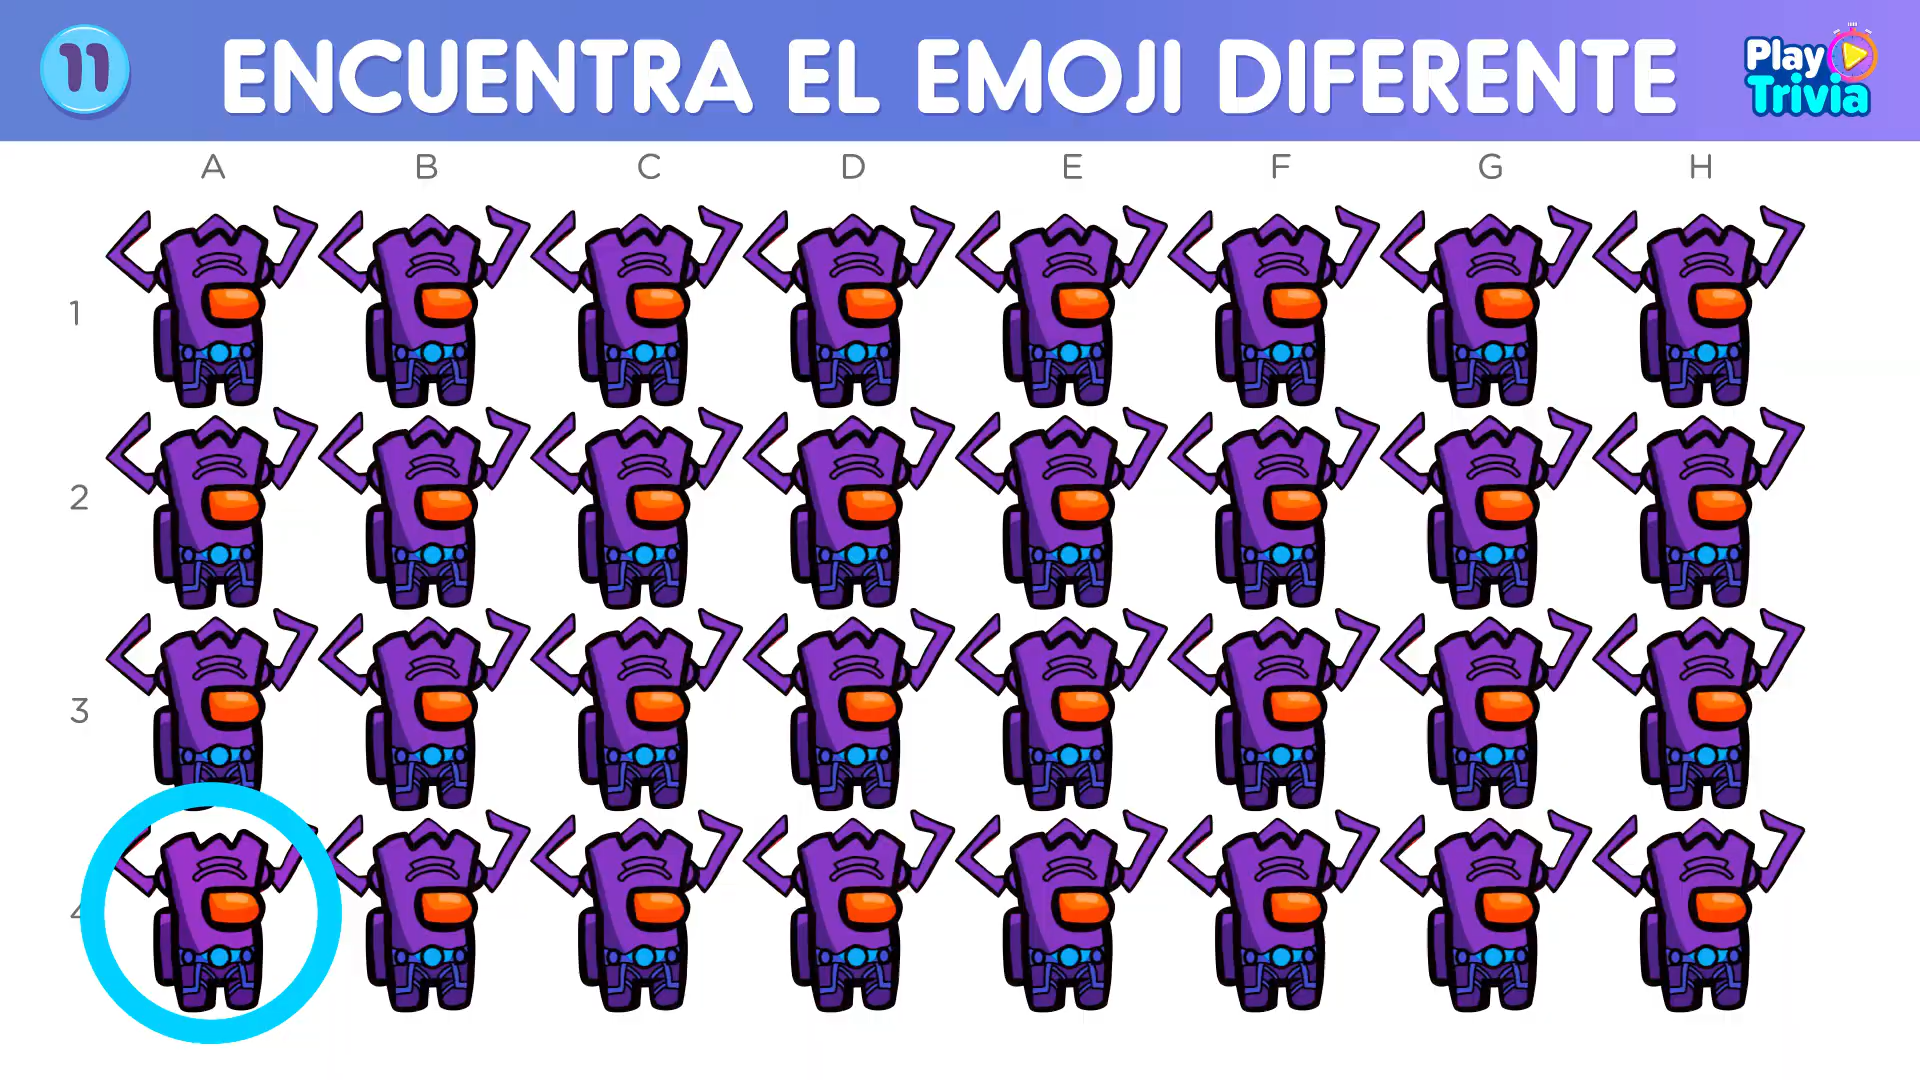 11 ENCUENTRA EL EMOJI DIFERENTE
Play
Trivia
A B C D E F G H
1
2
3
4